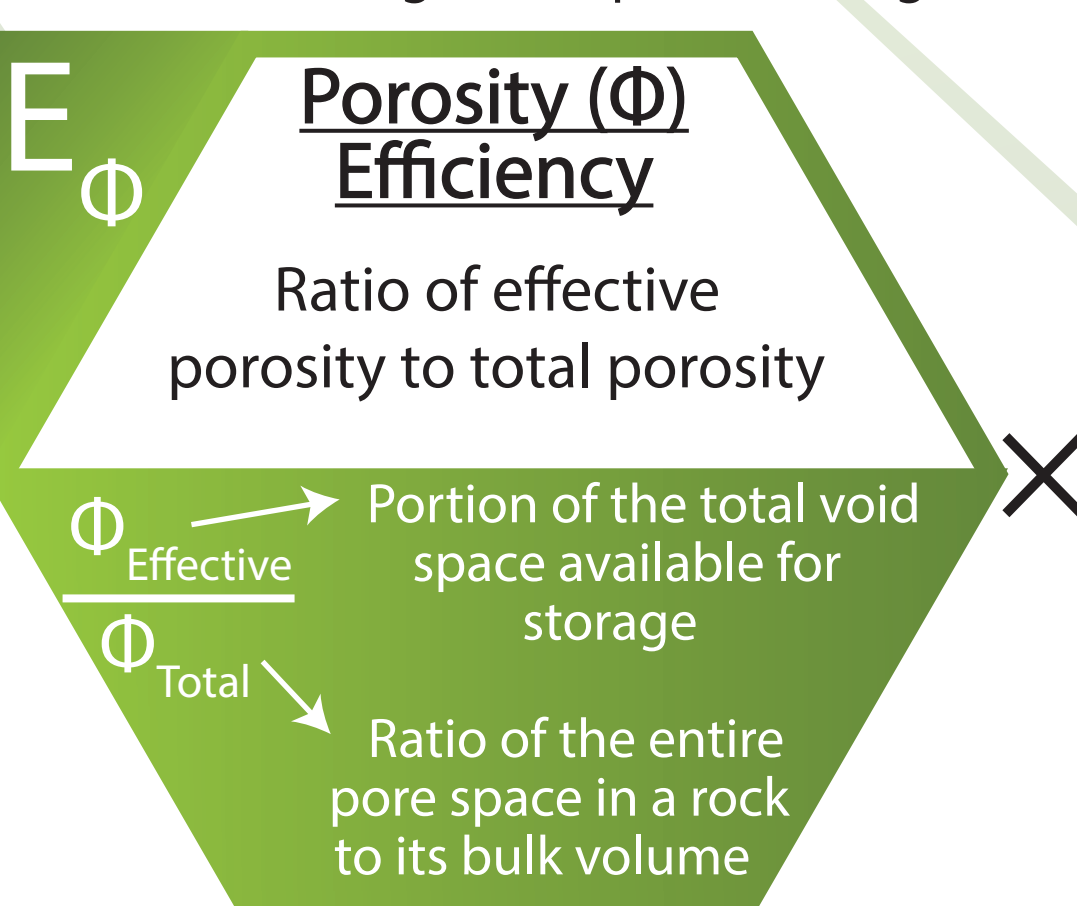 E
Φ
Porosity (Φ)
Efficiency
Ratio of effective
porosity to total porosity
Φ Effective
Portion of the total void
space available for
storage
Φ Total
Ratio of the entire
pore space in a rock
to its bulk volume
×